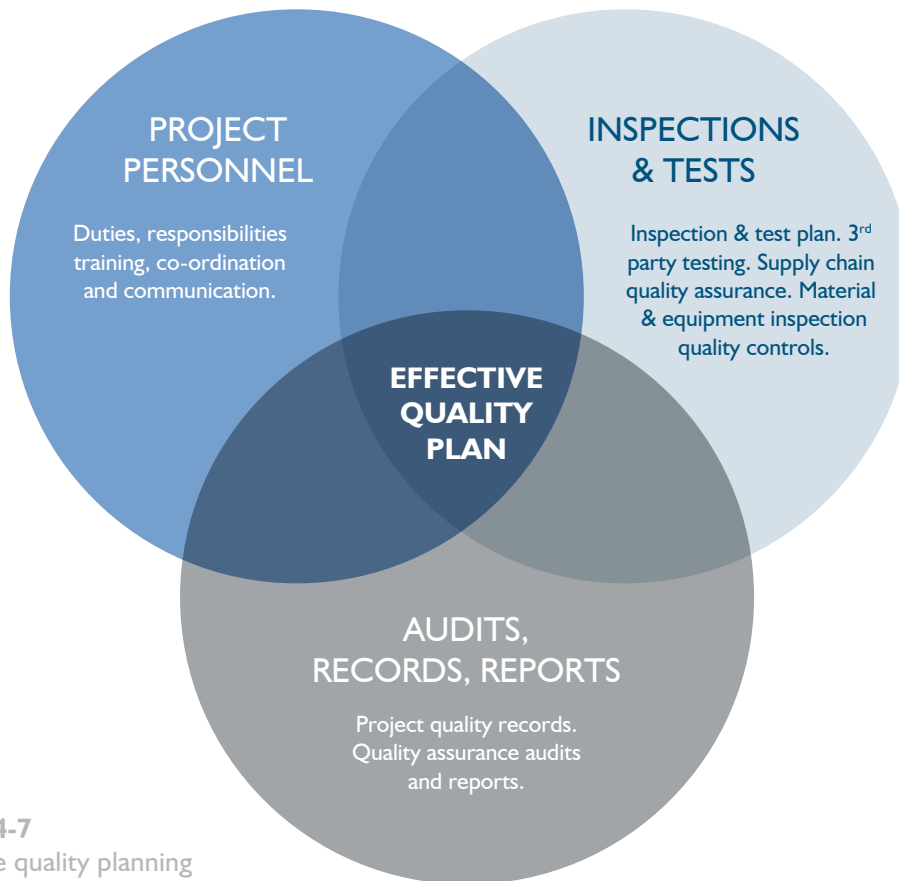 PROJECT
PERSONNEL
Duties, responsibilities
training, co-ordination
and communication.
INSPECTIONS
& TESTS
Inspection & test plan. 3rd
party testing. Supply chain
quality assurance. Material
& equipment inspection
quality controls.
EFFECTIVE
QUALITY
PLAN
AUDITS,
RECORDS, REPORTS
Project quality records.
Quality assurance audits
and reports.
4-7
quality planning